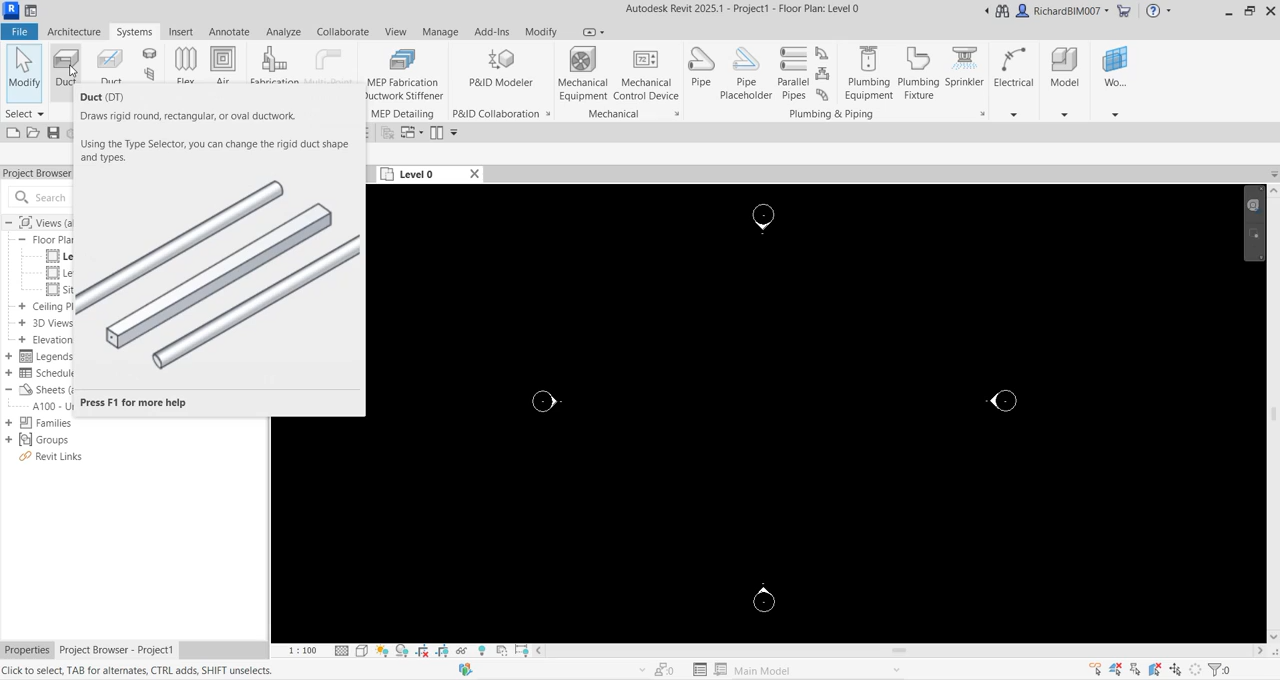 Autodesk Revit 2025.1 - Project1 - Floor Plan: Level 0
RichardBIM007
File
Architecture
Systems
Insert
Annotate
Analyze
Collaborate
View
Manage
Add-Ins
Modify
Modify
Duct
Duct
Flex
Air
Fabrication
MEP Fabrication
Ductwork Stiffener
P&ID Modeler
Mechanical
Equipment
Mechanical
Control Device
Pipe
Pipe
Placeholder
Parallel
Pipes
Plumbing
Equipment
Plumbing
Fixture
Sprinkler
Electrical
Model
Wo...
Select
MEP Detailing
P&ID Collaboration
Mechanical
Plumbing & Piping
Duct (DT)
Draws rigid round, rectangular, or oval ductwork.
Using the Type Selector, you can change the rigid duct shape
and types.
Press F1 for more help
Project Browser
Level 0
Search
Views (a
Floor Plan
Le
Le
Sit
Ceiling Pl
3D Views
Elevation
Legends
Schedule
Sheets (a
A100 - Un
Families
Groups
Revit Links
Properties
Project Browser - Project1
1 : 100
Click to select, TAB for alternates, CTRL adds, SHIFT unselects.
:0
Main Model
:0